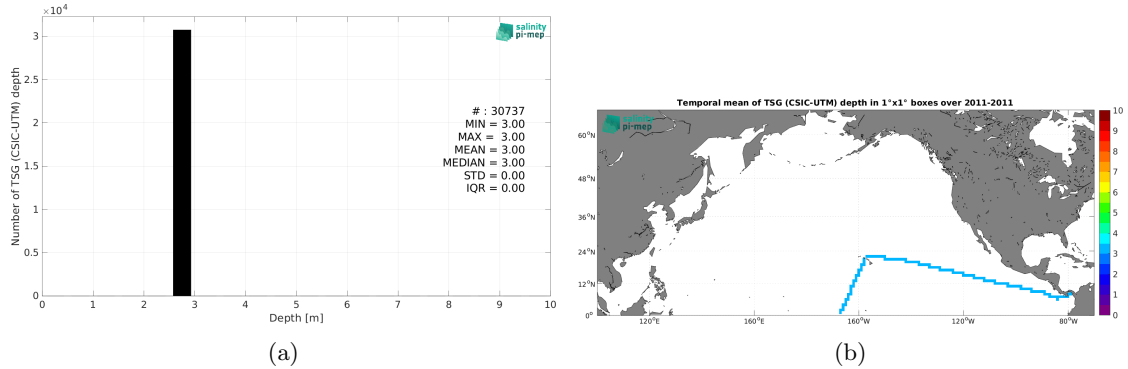 ×10⁴
3
2.5
2
1.5
1
0.5
0
Number of TSG (CSIC-UTM) depth
salinity
pi-mep
# : 30737
MIN = 3.00
MAX = 3.00
MEAN = 3.00
MEDIAN = 3.00
STD = 0.00
IQR = 0.00
0 1 2 3 4 5 6 7 8 9 10
Depth [m]
(a)
Temporal mean of TSG (CSIC-UTM) depth in 1°x1° boxes over 2011-2011
salinity
pi-mep
60°N
48°N
36°N
24°N
12°N
0°
120°E 160°E 160°W 120°W 80°W
10
9
8
7
6
5
4
3
2
1
0
(b)